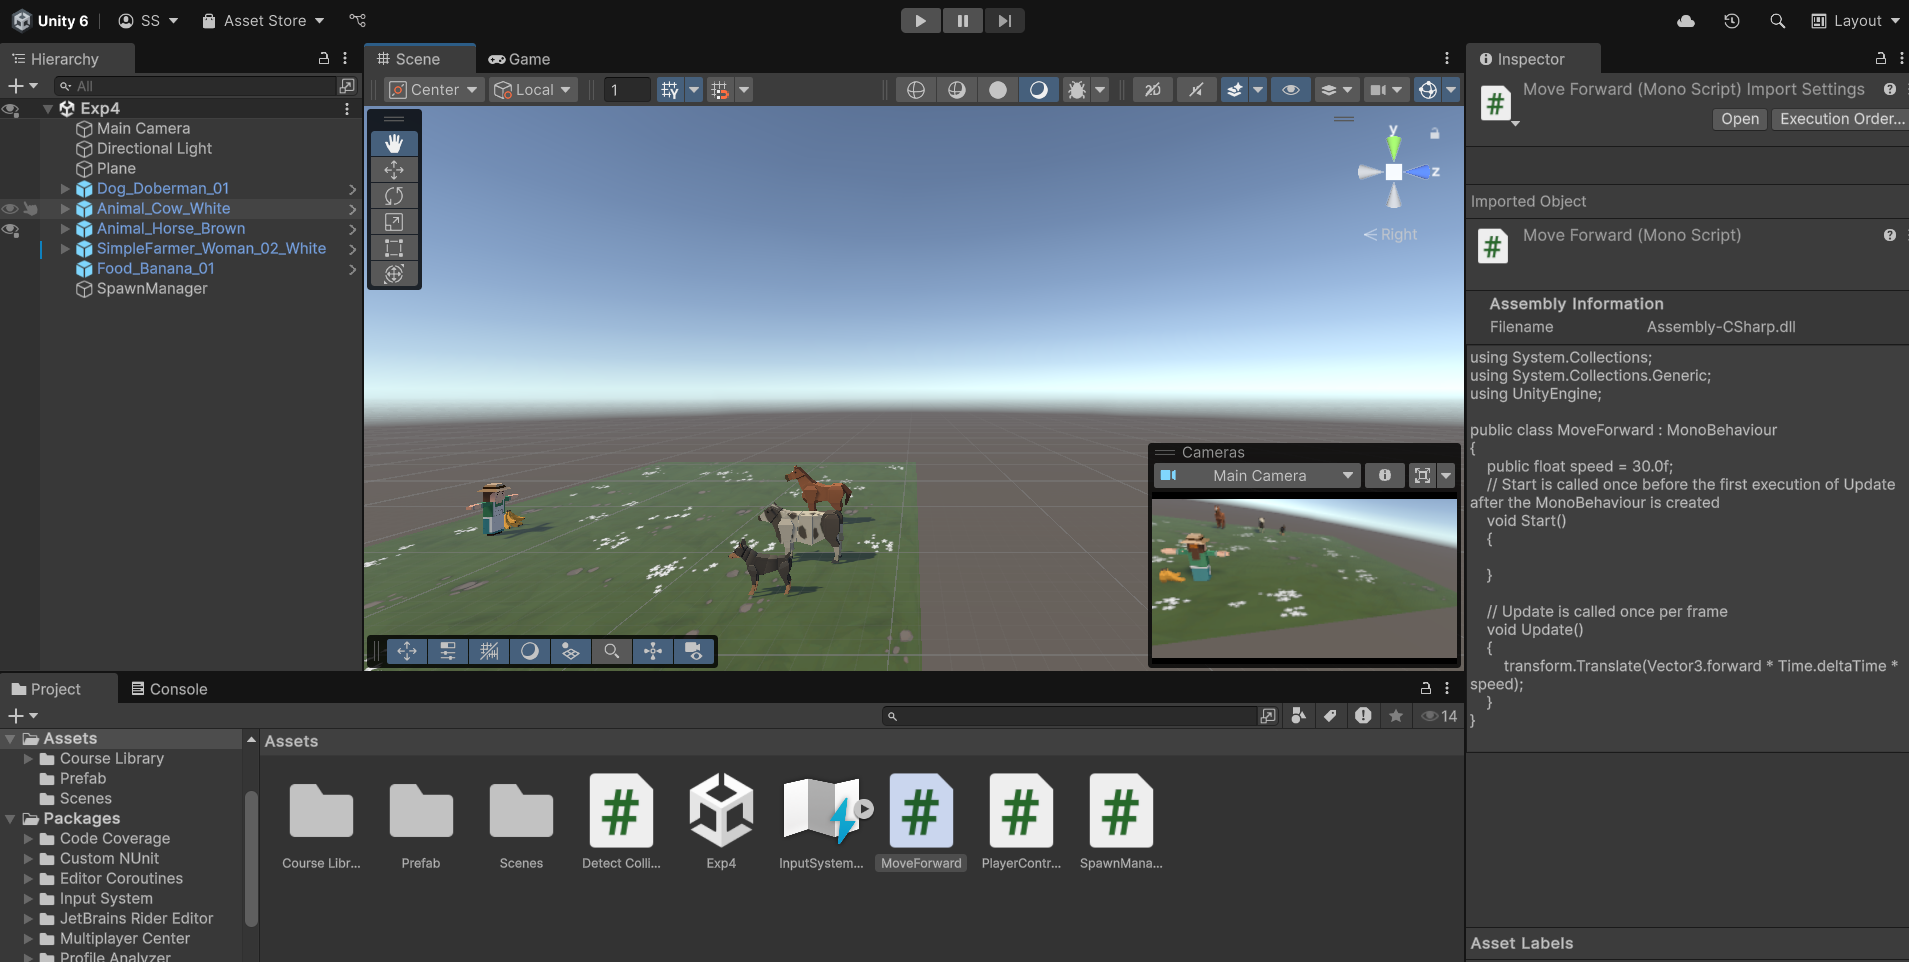 Unity 6
SS
Asset Store
Layout
Hierarchy
All
Exp4
Main Camera
Directional Light
Plane
Dog_Doberman_01
Animal_Cow_White
Animal_Horse_Brown
SimpleFarmer_Woman_02_White
Food_Banana_01
SpawnManager
Scene
Game
Center
Local
1
2D
y
z
Right
Cameras
Main Camera
Inspector
Move Forward (Mono Script) Import Settings
Open
Execution Order...
Imported Object
Move Forward (Mono Script)
Assembly Information
Filename
Assembly-CSharp.dll
using System.Collections;
using System.Collections.Generic;
using UnityEngine;
public class MoveForward : MonoBehaviour
{
public float speed = 30.0f;
// Start is called once before the first execution of Update
after the MonoBehaviour is created
void Start()
{
}
// Update is called once per frame
void Update()
{
transform.Translate(Vector3.forward * Time.deltaTime *
speed);
}
}
Asset Labels
Project
Console
14
Assets
Course Library
Prefab
Scenes
Packages
Code Coverage
Custom NUnit
Editor Coroutines
Input System
JetBrains Rider Editor
Multiplayer Center
Profile Analyzer
Assets
Course Libr...
Prefab
Scenes
Detect Colli...
Exp4
InputSystem...
MoveForward
PlayerContr...
SpawnMana...